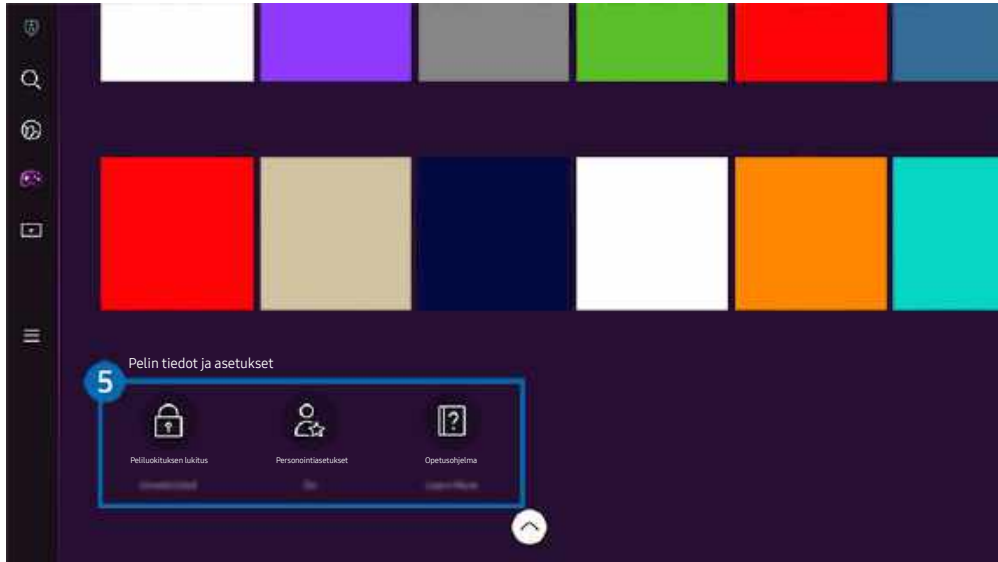 Pelin tiedot ja asetukset
5
Peliluokituksen lukitus
Personointiasetukset
Opetusohjelma